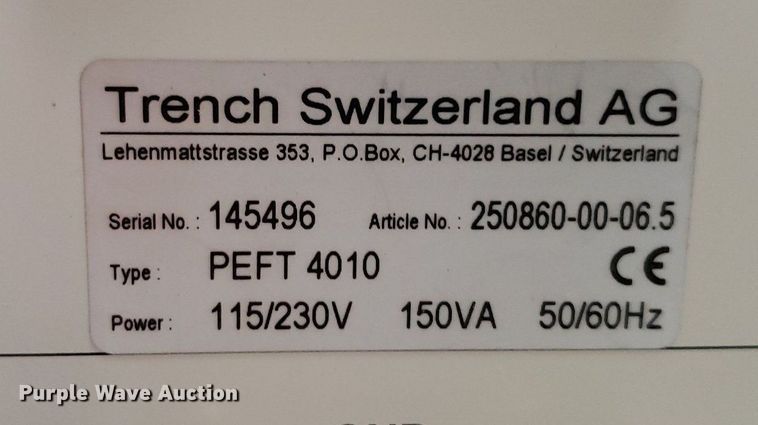 Trench Switzerland AG
Lehenmattstrasse 353, P.O.Box, CH-4028 Basel / Switzerland
Serial No. : 145496 Article No. : 250860-00-06.5
Type : PEFT 4010 CE
Power : 115/230V 150VA 50/60Hz
Purple Wave Auction